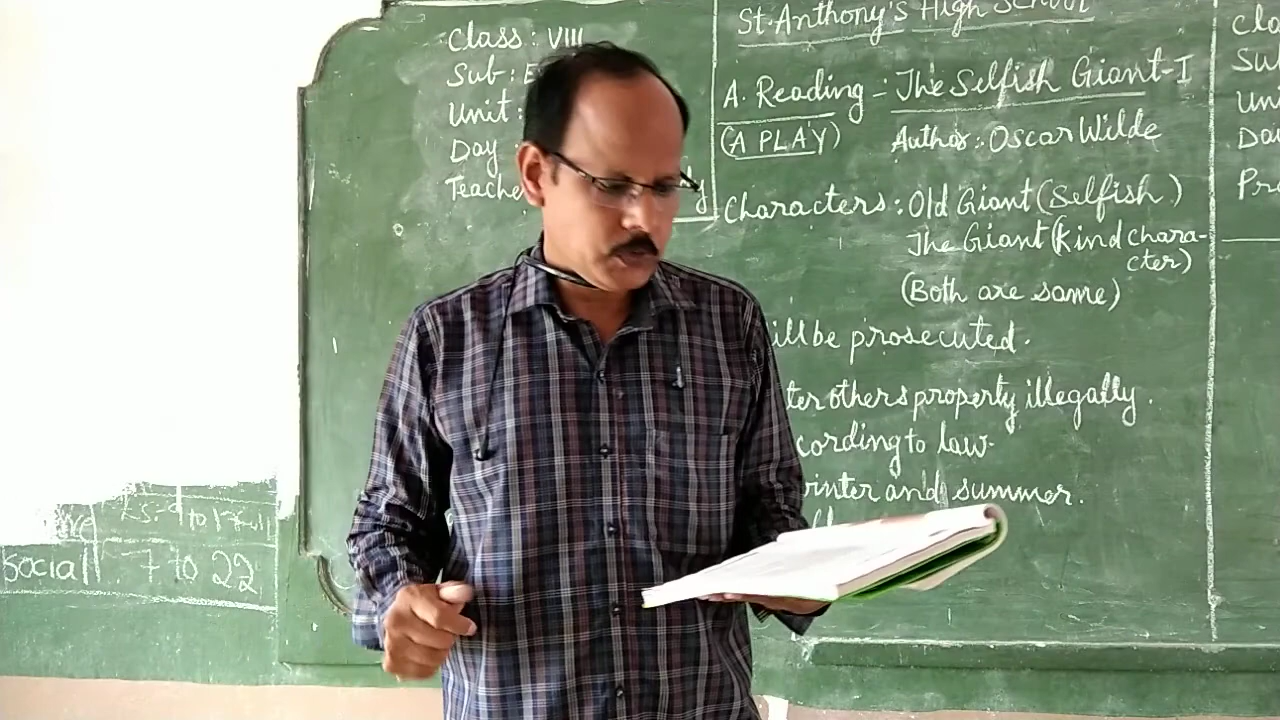 Class : VIII
Sub : E
Unit :
Day :
Teache
St. Anthony's High School
A. Reading :- The Selfish Giant-I
(A PLAY) Author : Oscar Wilde
Characters : Old Giant (Selfish)
The Giant (kind chara-
cter)
(Both are same)
ill be prosecuted.
ter others property illegally.
cording to law.
winter and summer.
Cla
Su
Un
Da
Pr
Social 7 to 22